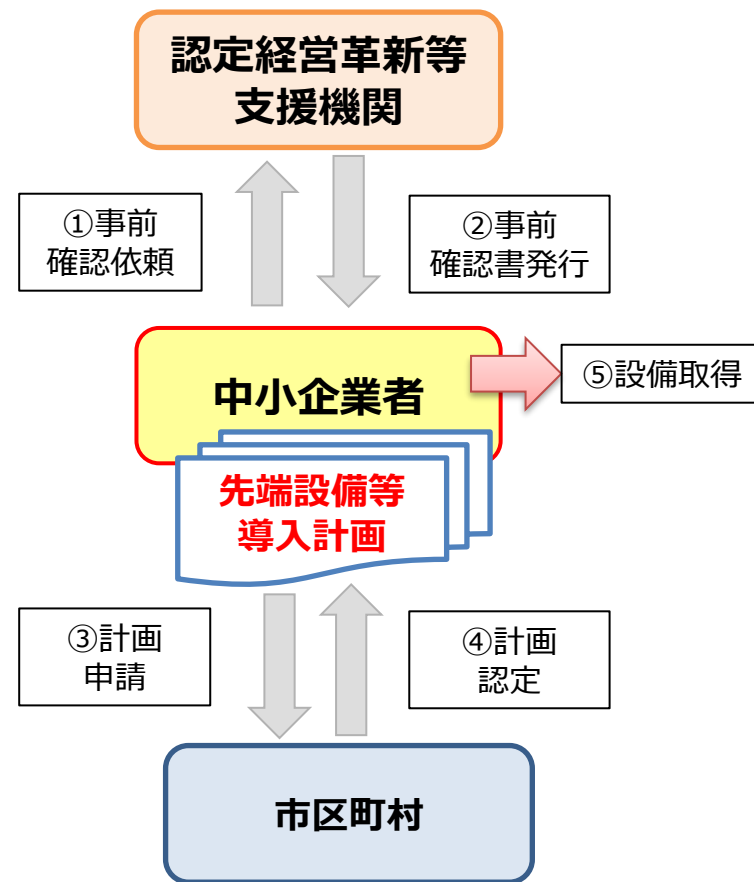 認定経営革新等
支援機関
①事前
確認依頼
②事前
確認書発行
中小企業者
⑤設備取得
先端設備等
導入計画
③計画
申請
④計画
認定
市区町村